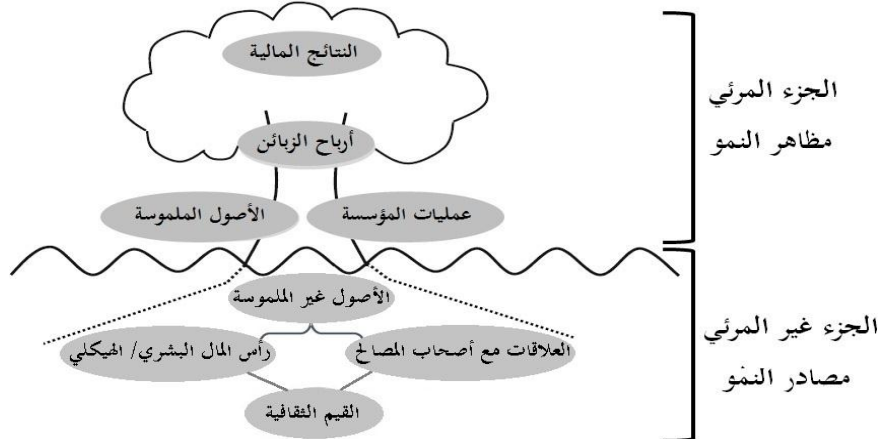 النتائج المالية
أرباح الزبائن
الجزء المرئي
مظاهر النمو
عمليات المؤسسة
الأصول الملموسة
الأصول غير الملموسة
العلاقات مع أصحاب المصالح
رأس المال البشري/ الهيكلي
القيم الثقافية
الجزء غير المرئي
مصادر النمو